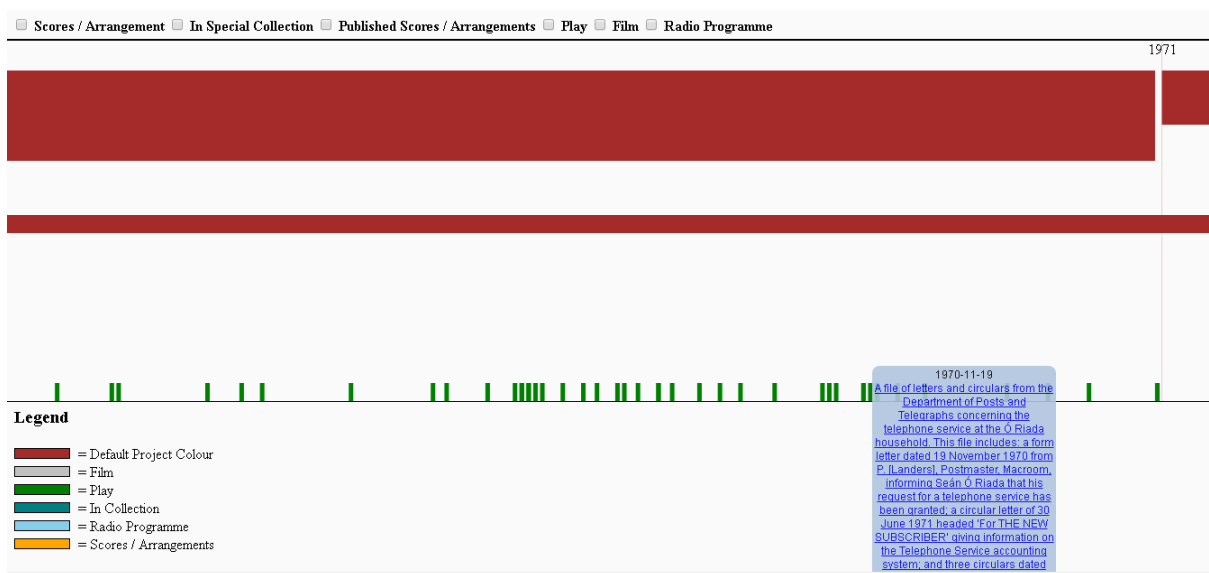 Scores / Arrangement In Special Collection Published Scores / Arrangements Play Film Radio Programme
1971
1970-11-19
A file of letters and circulars from the
Department of Posts and
Telegraphs concerning the
telephone service at the Ó Riada
household. This file includes: a form
letter dated 19 November 1970 from
P. [Landers], Postmaster, Macroom,
informing Seán Ó Riada that his
request for a telephone service has
been granted; a circular letter of 30
June 1971 headed 'For THE NEW
SUBSCRIBER' giving information on
the Telephone Service accounting
system; and three circulars dated
Legend
= Default Project Colour
= Film
= Play
= In Collection
= Radio Programme
= Scores / Arrangements